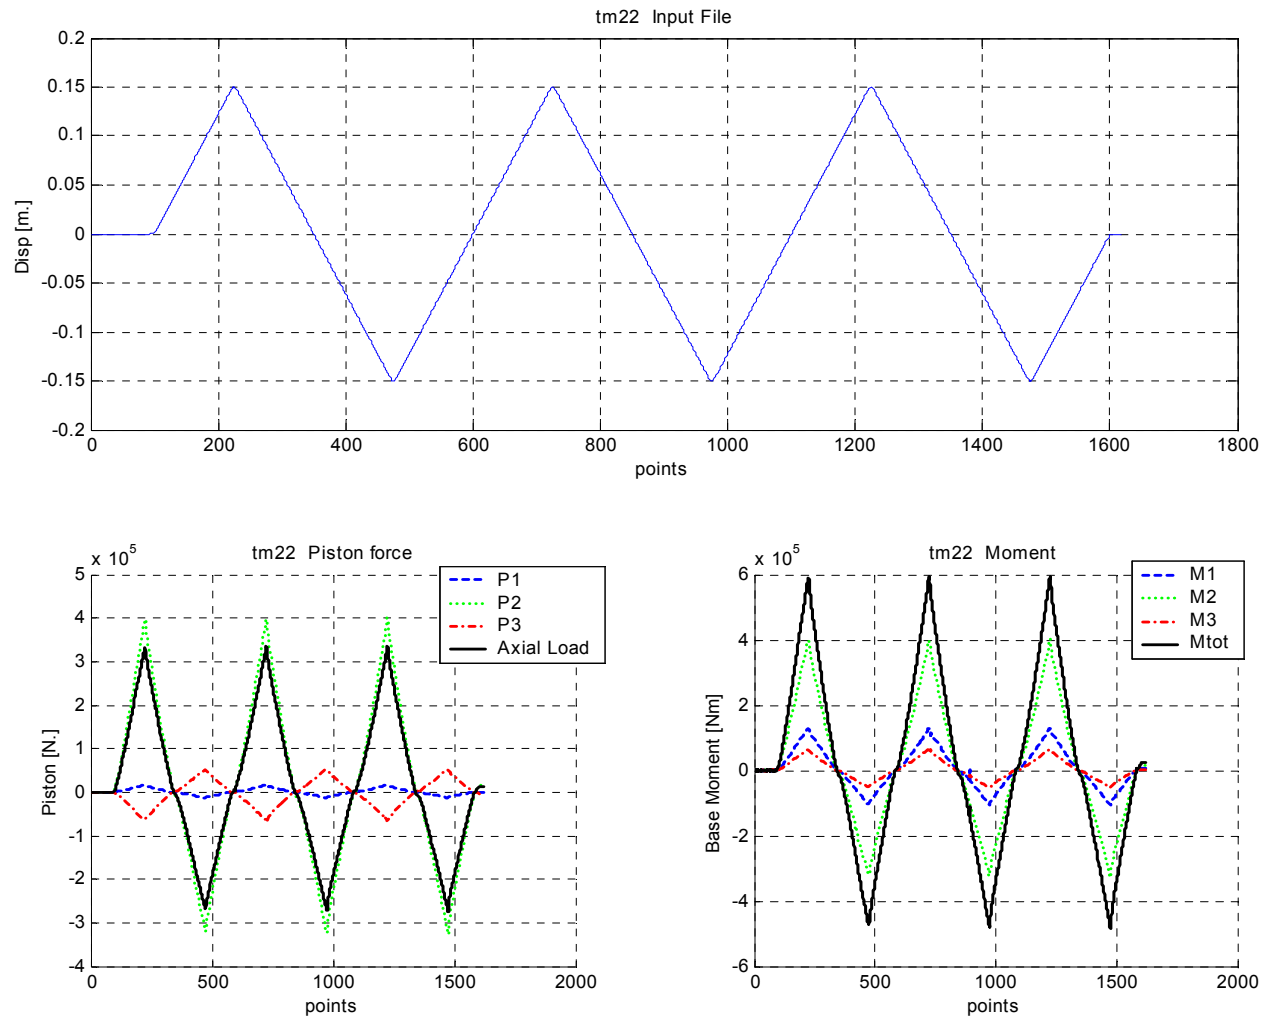 tm22 Input File
0.2
0.15
0.1
0.05
0
-0.05
-0.1
-0.15
-0.2
Disp [m.]
0 200 400 600 800 1000 1200 1400 1600 1800
points
x 10^5
tm22 Piston force
P1
P2
P3
Axial Load
5
4
3
2
1
0
-1
-2
-3
-4
Piston [N.]
0 500 1000 1500 2000
points
x 10^5
tm22 Moment
M1
M2
M3
Mtot
6
4
2
0
-2
-4
-6
Base Moment [Nm]
0 500 1000 1500 2000
points